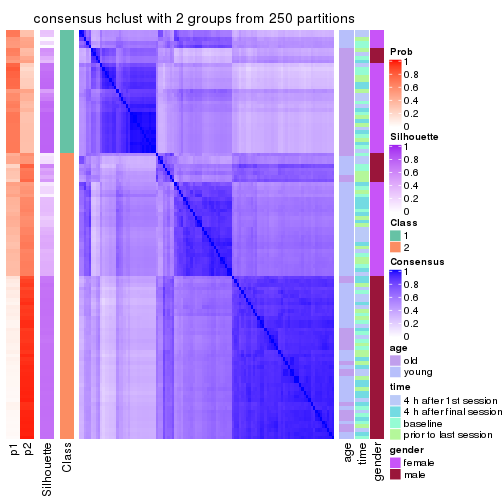 consensus hclust with 2 groups from 250 partitions
Prob
1
0.8
0.6
0.4
0.2
0
Silhouette
1
0.8
0.6
0.4
0.2
0
Class
1
2
Consensus
1
0.8
0.6
0.4
0.2
0
age
old
young
time
4 h after 1st session
4 h after final session
baseline
prior to last session
gender
female
male
p1
p2
Silhouette
Class
age
time
gender